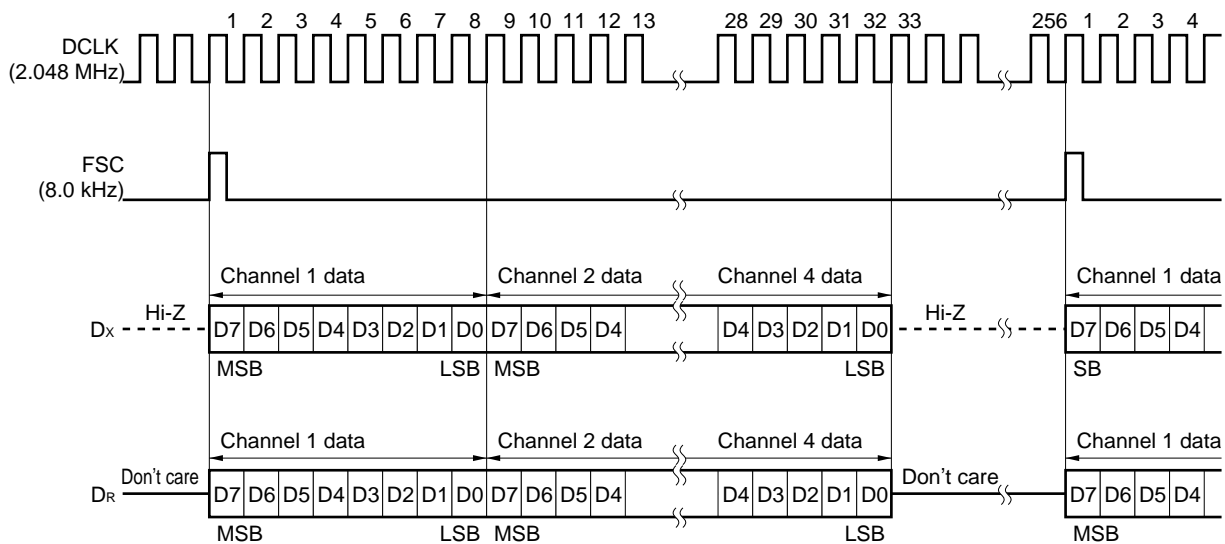 1 2 3 4 5 6 7 8 9 10 11 12 13 28 29 30 31 32 33 256 1 2 3 4
DCLK
(2.048 MHz)
FSC
(8.0 kHz)
Channel 1 data Channel 2 data Channel 4 data Channel 1 data
Hi-Z Hi-Z
DX D7 D6 D5 D4 D3 D2 D1 D0 D7 D6 D5 D4 D4 D3 D2 D1 D0 D7 D6 D5 D4
MSB LSB MSB LSB SB
Channel 1 data Channel 2 data Channel 4 data Channel 1 data
Don't care Don't care
DR D7 D6 D5 D4 D3 D2 D1 D0 D7 D6 D5 D4 D4 D3 D2 D1 D0 D7 D6 D5 D4
MSB LSB MSB LSB MSB